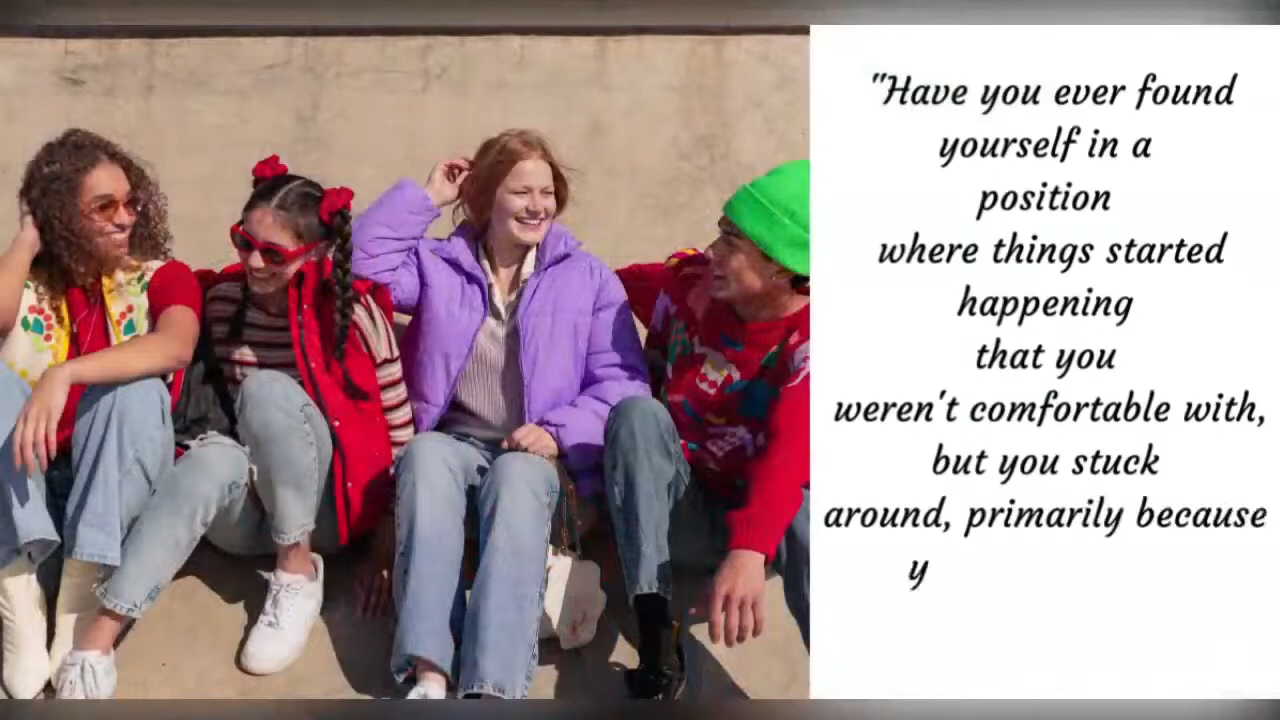 "Have you ever found
yourself in a
position
where things started
happening
that you
weren't comfortable with,
but you stuck
around, primarily because
y